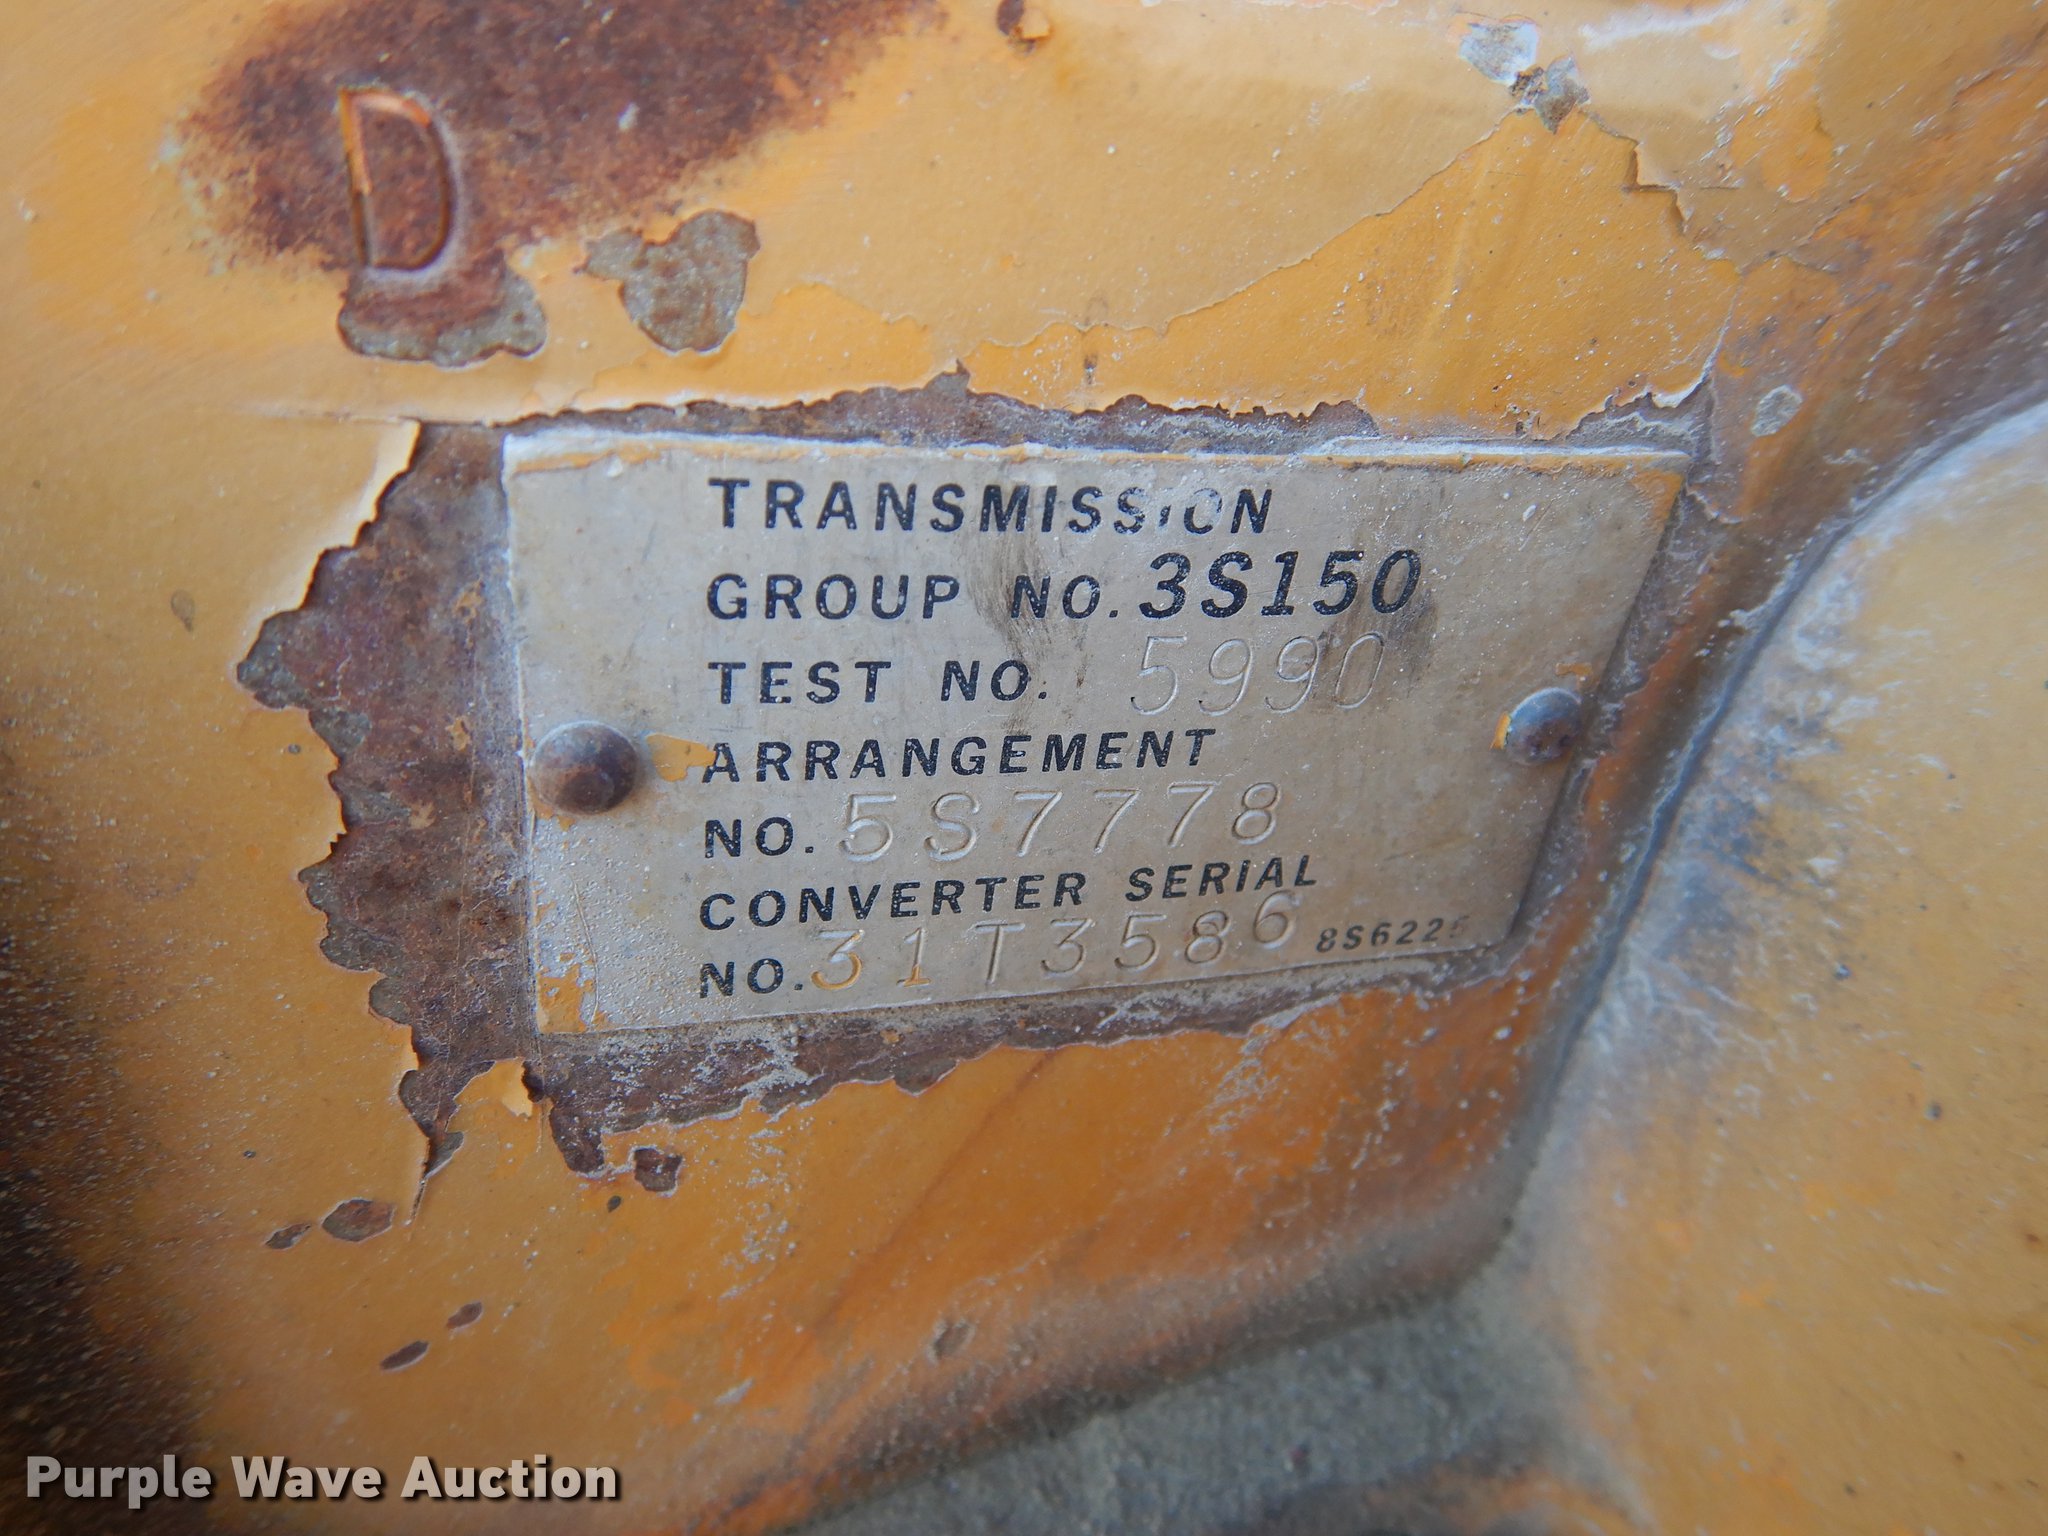 D
TRANSMISSION
GROUP NO. 3S150
TEST NO. 5990
ARRANGEMENT
NO. 5S7778
CONVERTER SERIAL
NO. 31T3586
Purple Wave Auction